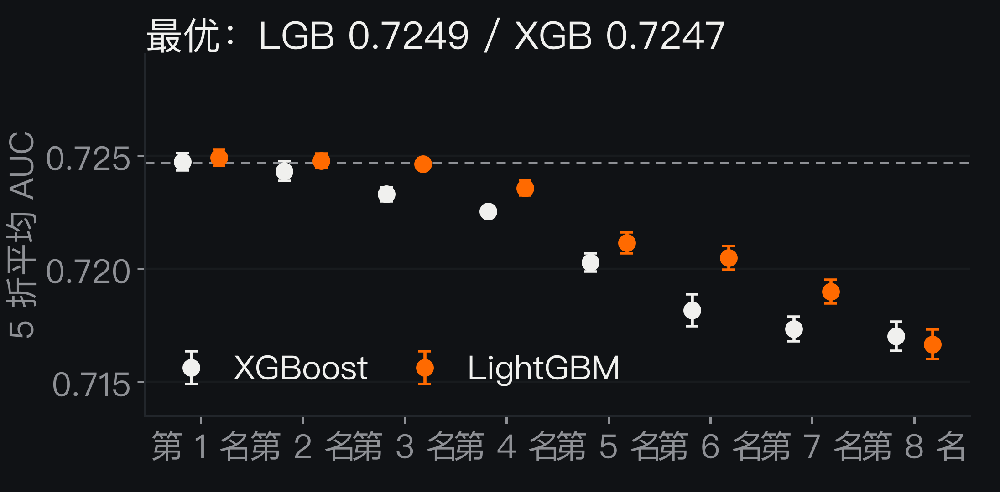 最优：LGB 0.7249 / XGB 0.7247
5 折平均 AUC
0.725
0.720
0.715
XGBoost
LightGBM
第 1 名
第 2 名
第 3 名
第 4 名
第 5 名
第 6 名
第 7 名
第 8 名